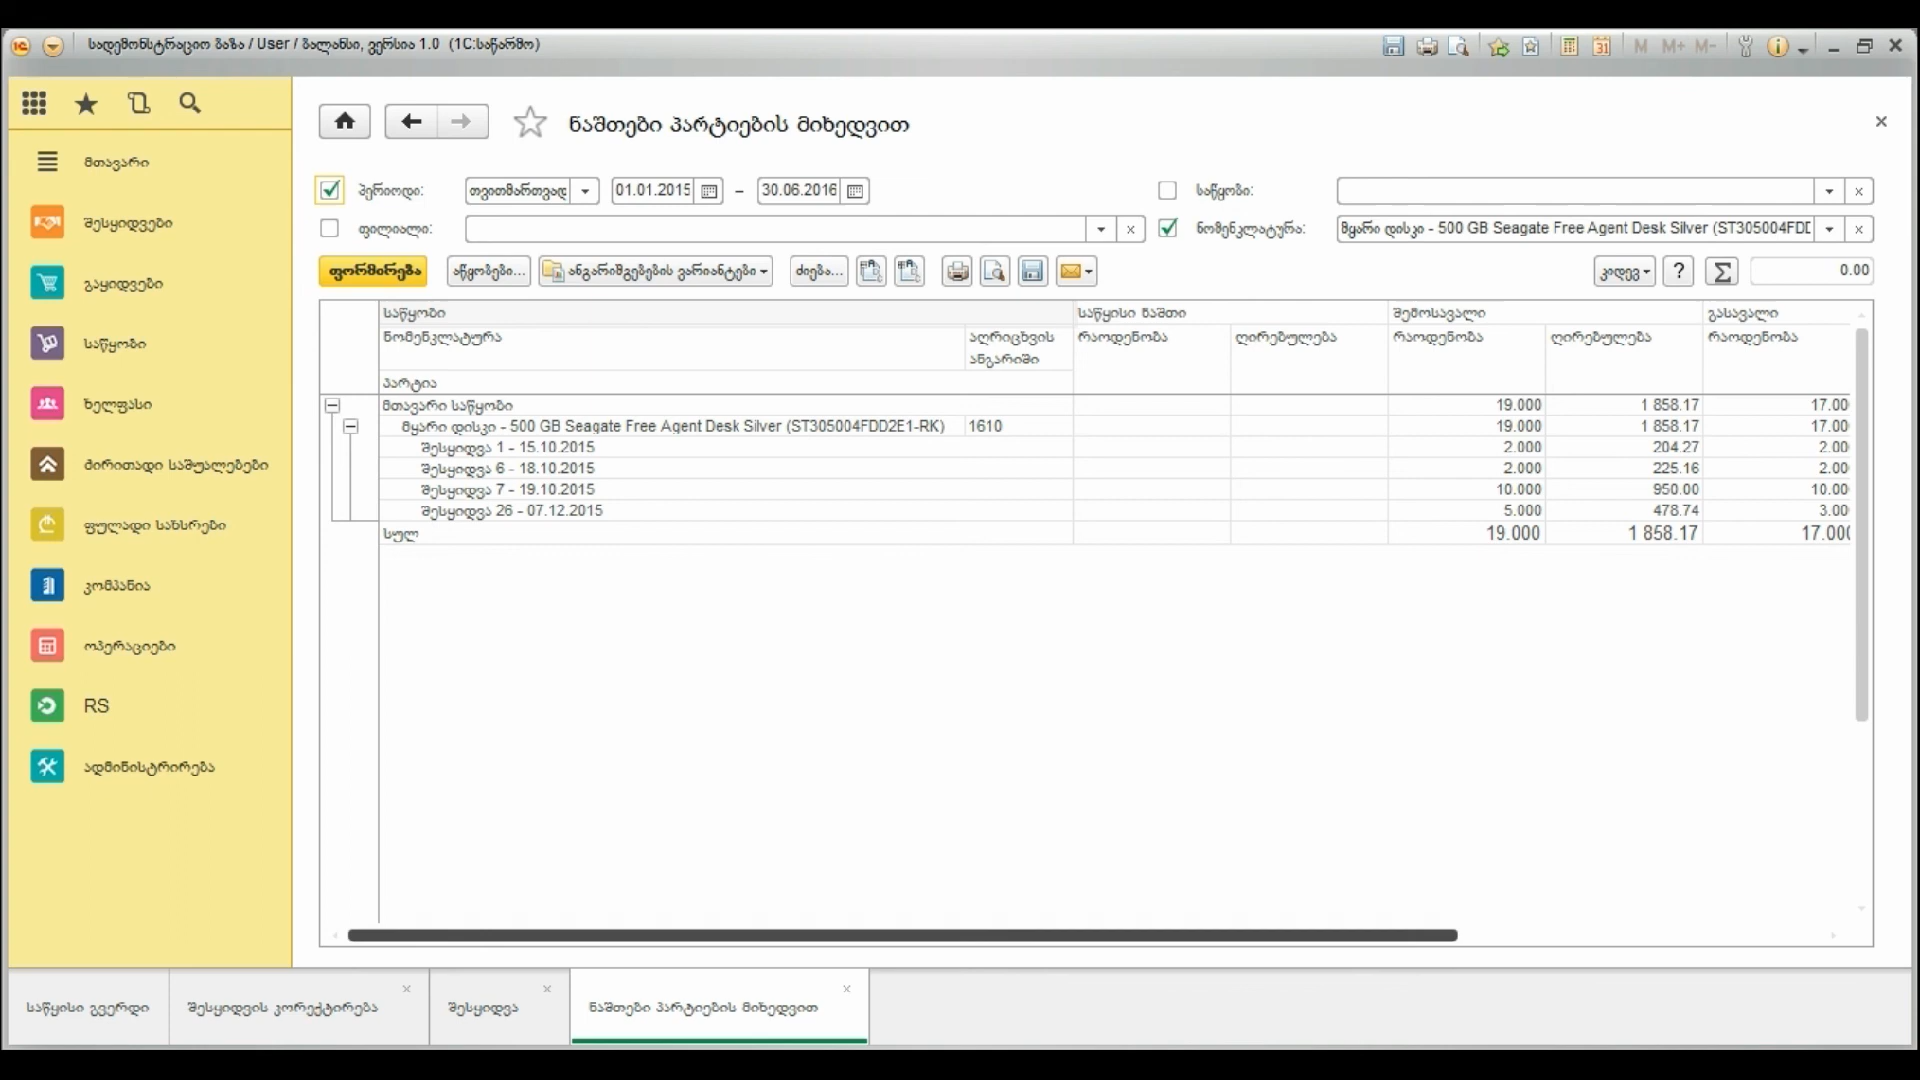 სადემონსტრაციო ბაზა / User / ბალანსი, ვერსია 1.0 (1C:საწარმო)
M M+ M-
31
მთავარი
შესყიდვები
გაყიდვები
საწყობი
ხელფასი
ძირითადი საშუალებები
ფულადი სახსრები
კომპანია
ოპერაციები
RS
ადმინისტრირება
ნაშთები პარტიების მიხედვით
პერიოდი: თვითმართვად 01.01.2015 – 30.06.2016 საწყობი:
ფილიალი: ნომენკლატურა: მყარი დისკი - 500 GB Seagate Free Agent Desk Silver (ST305004FDD
ფორმირება აწყობები... ანგარიშგებების ვარიანტები ძიება... კიდევ ? Σ 0.00
საწყობი საწყისი ნაშთი შემოსავალი გასავალი
ნომენკლატურა აღრიცხვის ანგარიში რაოდენობა ღირებულება რაოდენობა ღირებულება რაოდენობა
პარტია
მთავარი საწყობი 19.000 1 858.17 17.00
მყარი დისკი - 500 GB Seagate Free Agent Desk Silver (ST305004FDD2E1-RK) 1610 19.000 1 858.17 17.00
შესყიდვა 1 - 15.10.2015 2.000 204.27 2.00
შესყიდვა 6 - 18.10.2015 2.000 225.16 2.00
შესყიდვა 7 - 19.10.2015 10.000 950.00 10.00
შესყიდვა 26 - 07.12.2015 5.000 478.74 3.00
სულ 19.000 1 858.17 17.000
საწყისი გვერდი შესყიდვის კორექტირება შესყიდვა ნაშთები პარტიების მიხედვით